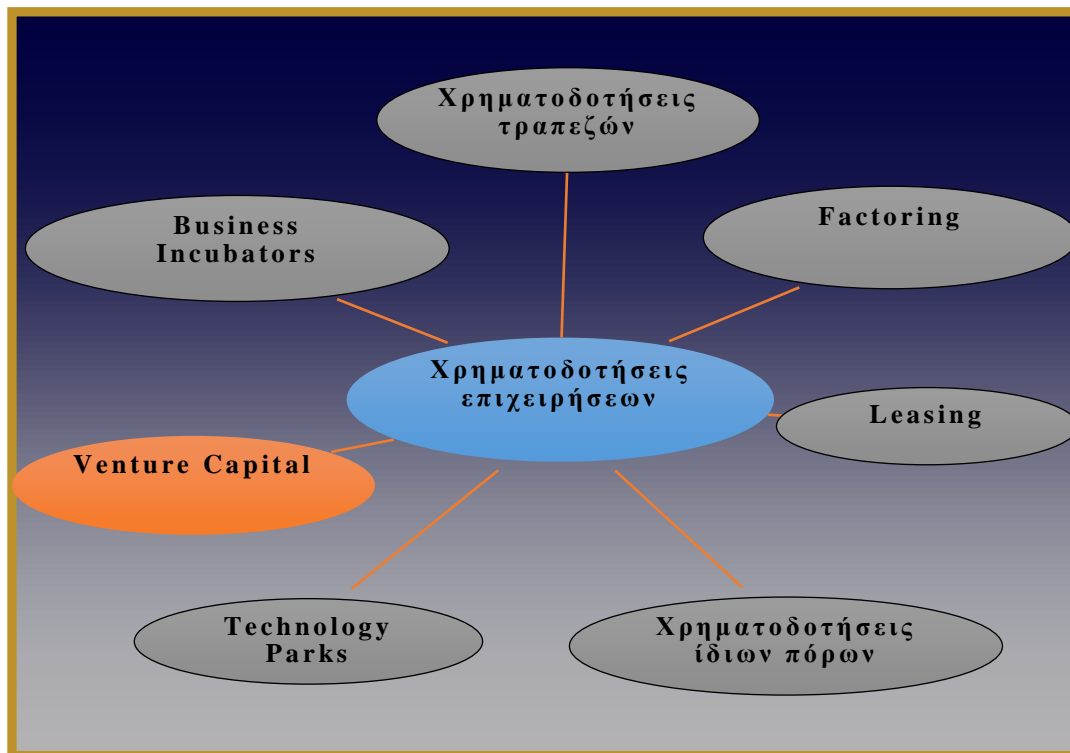 Χρηματοδοτήσεις
τραπεζών
Business
Incubators
Factoring
Χρηματοδοτήσεις
επιχειρήσεων
Leasing
Venture Capital
Technology
Parks
Χρηματοδοτήσεις
ίδιων πόρων